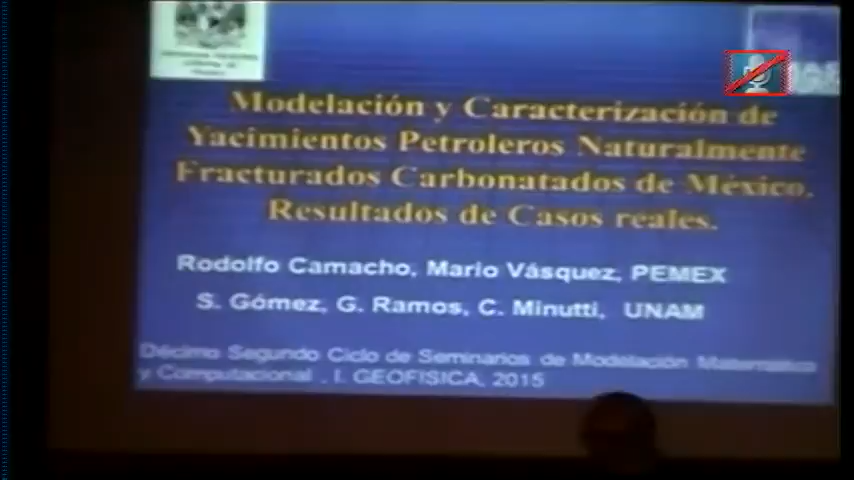 Modelación y Caracterización de
Yacimientos Petroleros Naturalmente
Fracturados Carbonatados de México.
Resultados de Casos reales.
Rodolfo Camacho, Mario Vásquez, PEMEX
S. Gómez, G. Ramos, C. Minutti, UNAM
Décimo Segundo Ciclo de Seminarios de Modelación Matemática
y Computacional . I. GEOFISICA, 2015